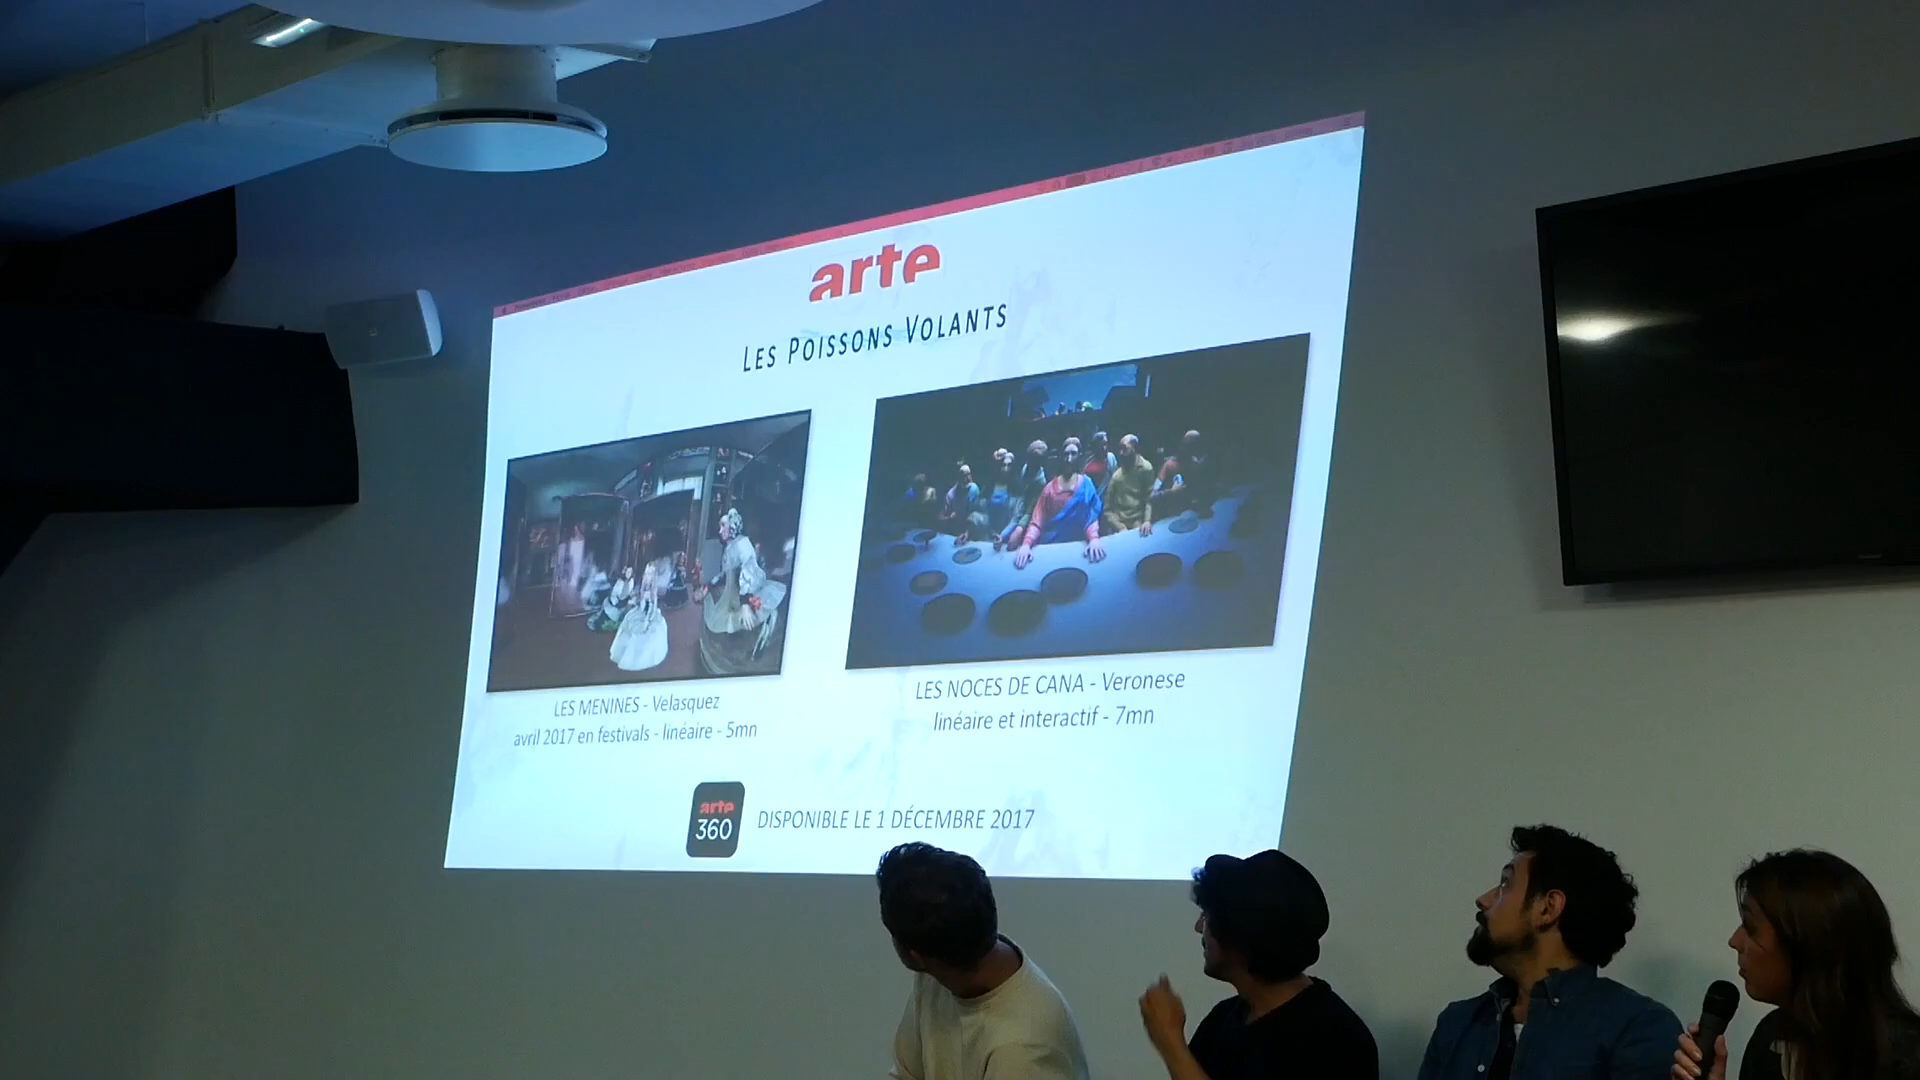 arte
LES POISSONS VOLANTS
LES MENINES - Velasquez
avril 2017 en festivals - linéaire - 5mn
LES NOCES DE CANA - Veronese
linéaire et interactif - 7mn
arte
360
DISPONIBLE LE 1 DÉCEMBRE 2017